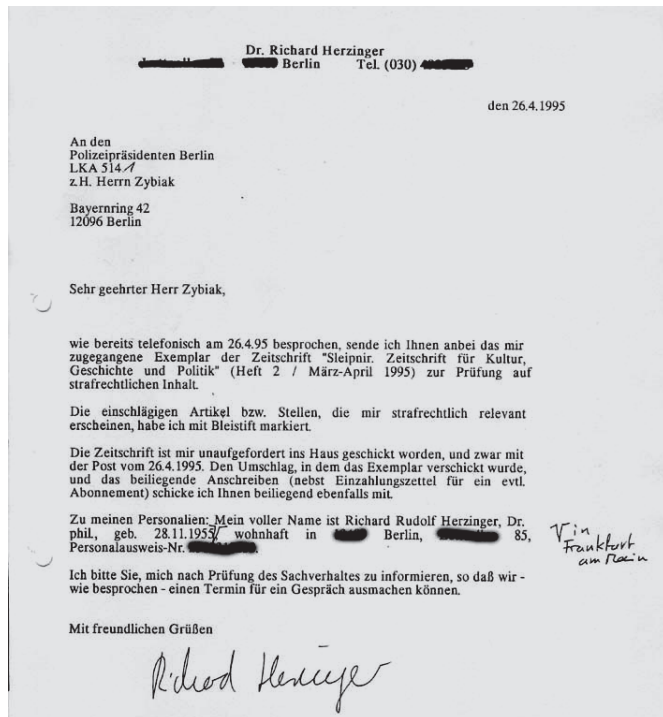 Dr. Richard Herzinger
Berlin Tel. (030)
den 26.4.1995
An den
Polizeipräsidenten Berlin
LKA 5141
z.H. Herrn Zybiak
Bayernring 42
12096 Berlin
Sehr geehrter Herr Zybiak,
wie bereits telefonisch am 26.4.95 besprochen, sende ich Ihnen anbei das mir
zugegangene Exemplar der Zeitschrift "Sleipnir. Zeitschrift für Kultur,
Geschichte und Politik" (Heft 2 / März-April 1995) zur Prüfung auf
strafrechtlichen Inhalt.
Die einschlägigen Artikel bzw. Stellen, die mir strafrechtlich relevant
erscheinen, habe ich mit Bleistift markiert.
Die Zeitschrift ist mir unaufgefordert ins Haus geschickt worden, und zwar mit
der Post vom 26.4.1995. Den Umschlag, in dem das Exemplar verschickt wurde,
und das beiliegende Anschreiben (nebst Einzahlungszettel für ein evtl.
Abonnement) schicke ich Ihnen beiliegend ebenfalls mit.
Zu meinen Personalien: Mein voller Name ist Richard Rudolf Herzinger, Dr.
phil., geb. 28.11.1955, wohnhaft in Berlin, 85,
Personalausweis-Nr. .
in
Frankfurt
am Main
Ich bitte Sie, mich nach Prüfung des Sachverhaltes zu informieren, so daß wir -
wie besprochen - einen Termin für ein Gespräch ausmachen können.
Mit freundlichen Grüßen
Richard Herzinger